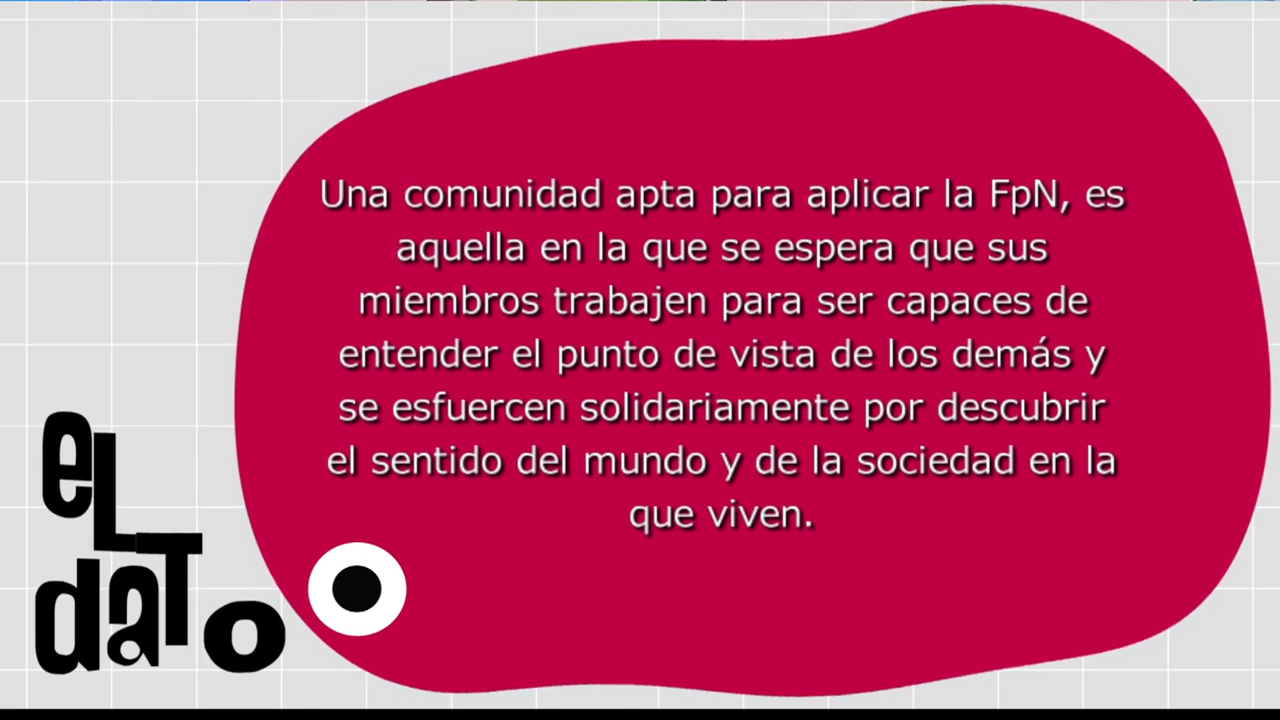 Una comunidad apta para aplicar la FpN, es
aquella en la que se espera que sus
miembros trabajen para ser capaces de
entender el punto de vista de los demás y
se esfuercen solidariamente por descubrir
el sentido del mundo y de la sociedad en la
que viven.
eL
daTo